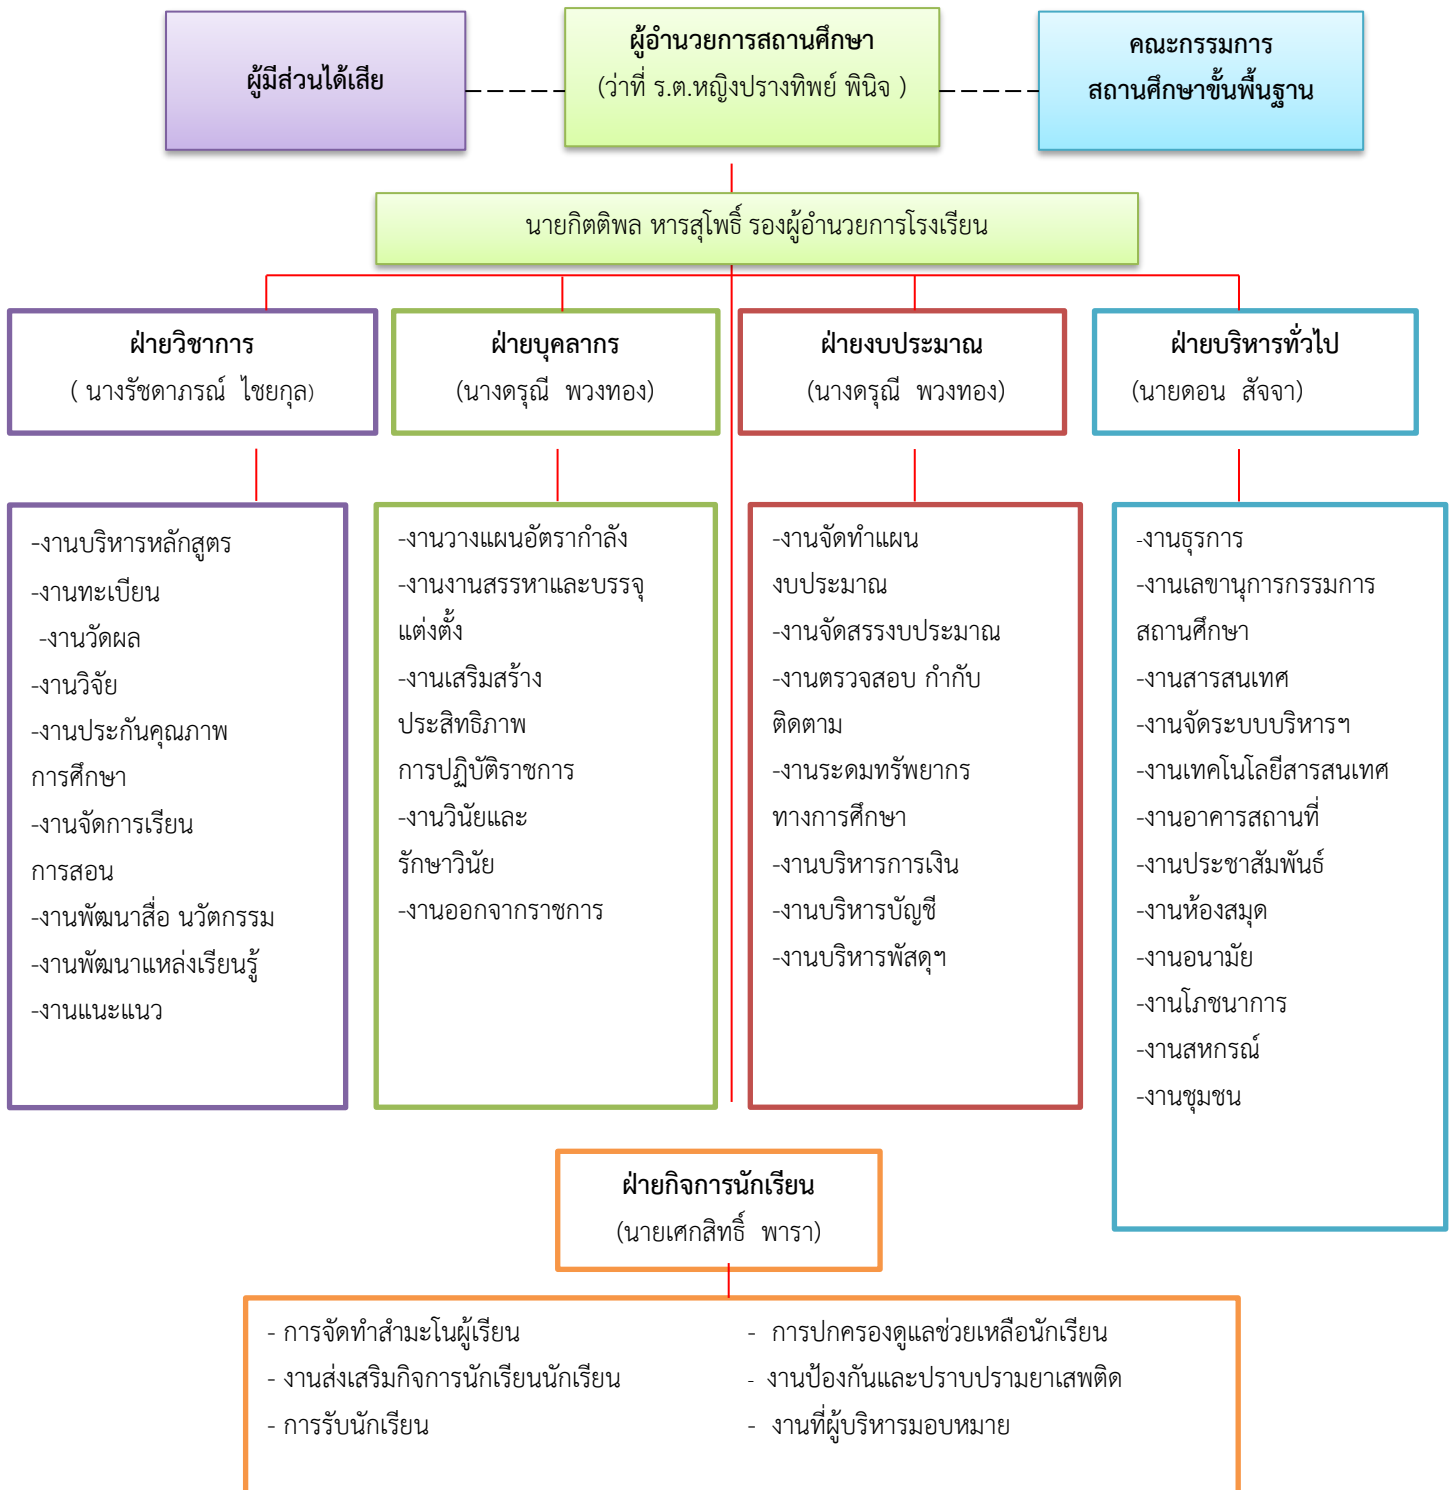 ผู้มีส่วนได้เสีย
ผู้อำนวยการสถานศึกษา
(ว่าที่ ร.ต.หญิงปรางทิพย์ พินิจ )
คณะกรรมการ
สถานศึกษาขั้นพื้นฐาน
นายกิตติพล หารสุโพธิ์ รองผู้อำนวยการโรงเรียน
ฝ่ายวิชาการ
( นางรัชดาภรณ์ ไชยกุล)
ฝ่ายบุคลากร
(นางดรุณี พวงทอง)
ฝ่ายงบประมาณ
(นางดรุณี พวงทอง)
ฝ่ายบริหารทั่วไป
(นายดอน สัจจา)
-งานบริหารหลักสูตร
-งานทะเบียน
-งานวัดผล
-งานวิจัย
-งานประกันคุณภาพ
การศึกษา
-งานจัดการเรียน
การสอน
-งานพัฒนาสื่อ นวัตกรรม
-งานพัฒนาแหล่งเรียนรู้
-งานแนะแนว
-งานวางแผนอัตรากำลัง
-งานงานสรรหาและบรรจุ
แต่งตั้ง
-งานเสริมสร้าง
ประสิทธิภาพ
การปฏิบัติราชการ
-งานวินัยและ
รักษาวินัย
-งานออกจากราชการ
-งานจัดทำแผน
งบประมาณ
-งานจัดสรรงบประมาณ
-งานตรวจสอบ กำกับ
ติดตาม
-งานระดมทรัพยากร
ทางการศึกษา
-งานบริหารการเงิน
-งานบริหารบัญชี
-งานบริหารพัสดุฯ
-งานธุรการ
-งานเลขานุการกรรมการ
สถานศึกษา
-งานสารสนเทศ
-งานจัดระบบบริหารฯ
-งานเทคโนโลยีสารสนเทศ
-งานอาคารสถานที่
-งานประชาสัมพันธ์
-งานห้องสมุด
-งานอนามัย
-งานโภชนาการ
-งานสหกรณ์
-งานชุมชน
ฝ่ายกิจการนักเรียน
(นายเศกสิทธิ์ พารา)
- การจัดทำสำมะโนผู้เรียน
- งานส่งเสริมกิจการนักเรียนนักเรียน
- การรับนักเรียน
- การปกครองดูแลช่วยเหลือนักเรียน
- งานป้องกันและปราบปรามยาเสพติด
- งานที่ผู้บริหารมอบหมาย